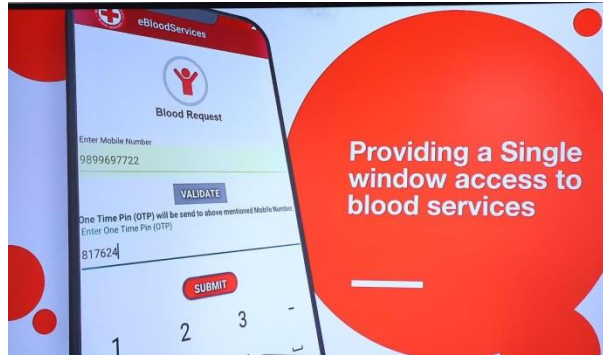 eBloodServices
Blood Request
Enter Mobile Number
9899697722
VALIDATE
One Time Pin (OTP) will be send to above mentioned Mobile Number
Enter One Time Pin (OTP)
817624
SUBMIT
1 2 3 -
Providing a Single
window access to
blood services